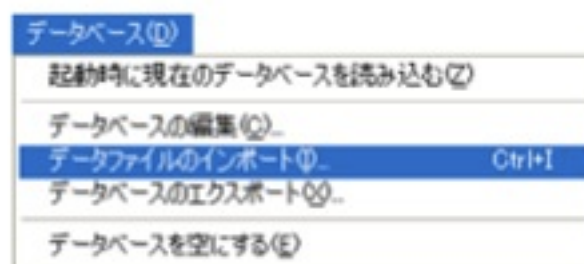 データベース(D)
起動時に現在のデータベースを読み込む(Z)
データベースの編集(C)...
データファイルのインポート(I)... Ctrl+I
データベースのエクスポート(X)...
データベースを空にする(E)